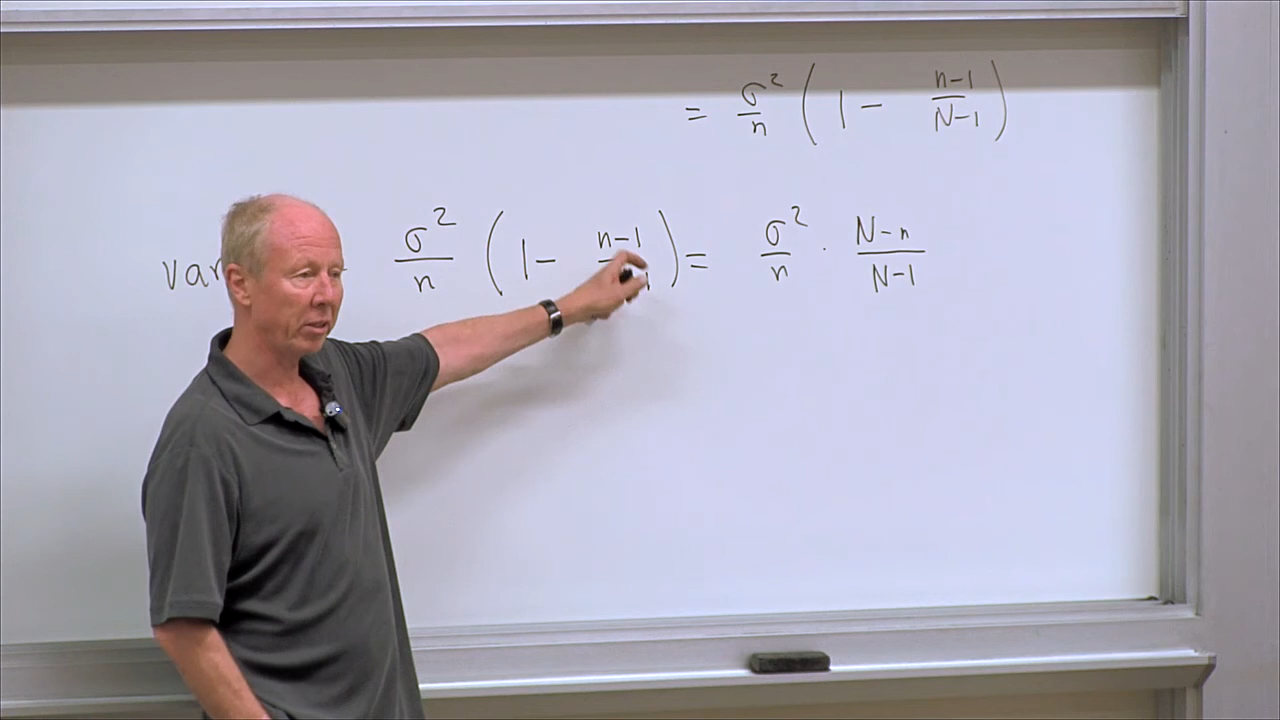 = σ²/n (1 - n-1/N-1)
var σ²/n (1 - n-1/) = σ²/n · N-n/N-1